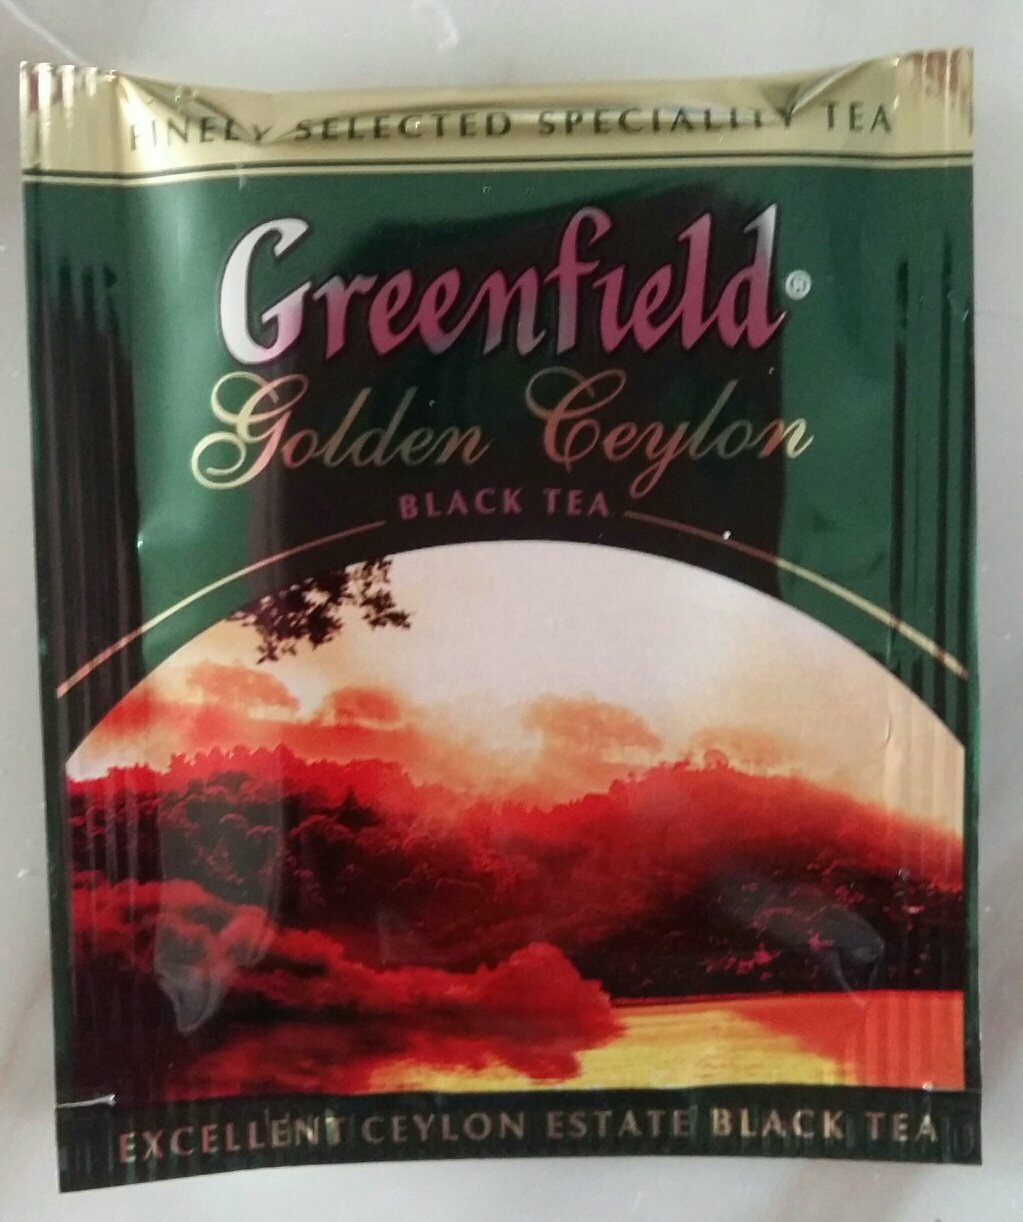 FINELY SELECTED SPECIALITY TEA
Greenfield®
Golden Ceylon
BLACK TEA
EXCELLENT CEYLON ESTATE BLACK TEA